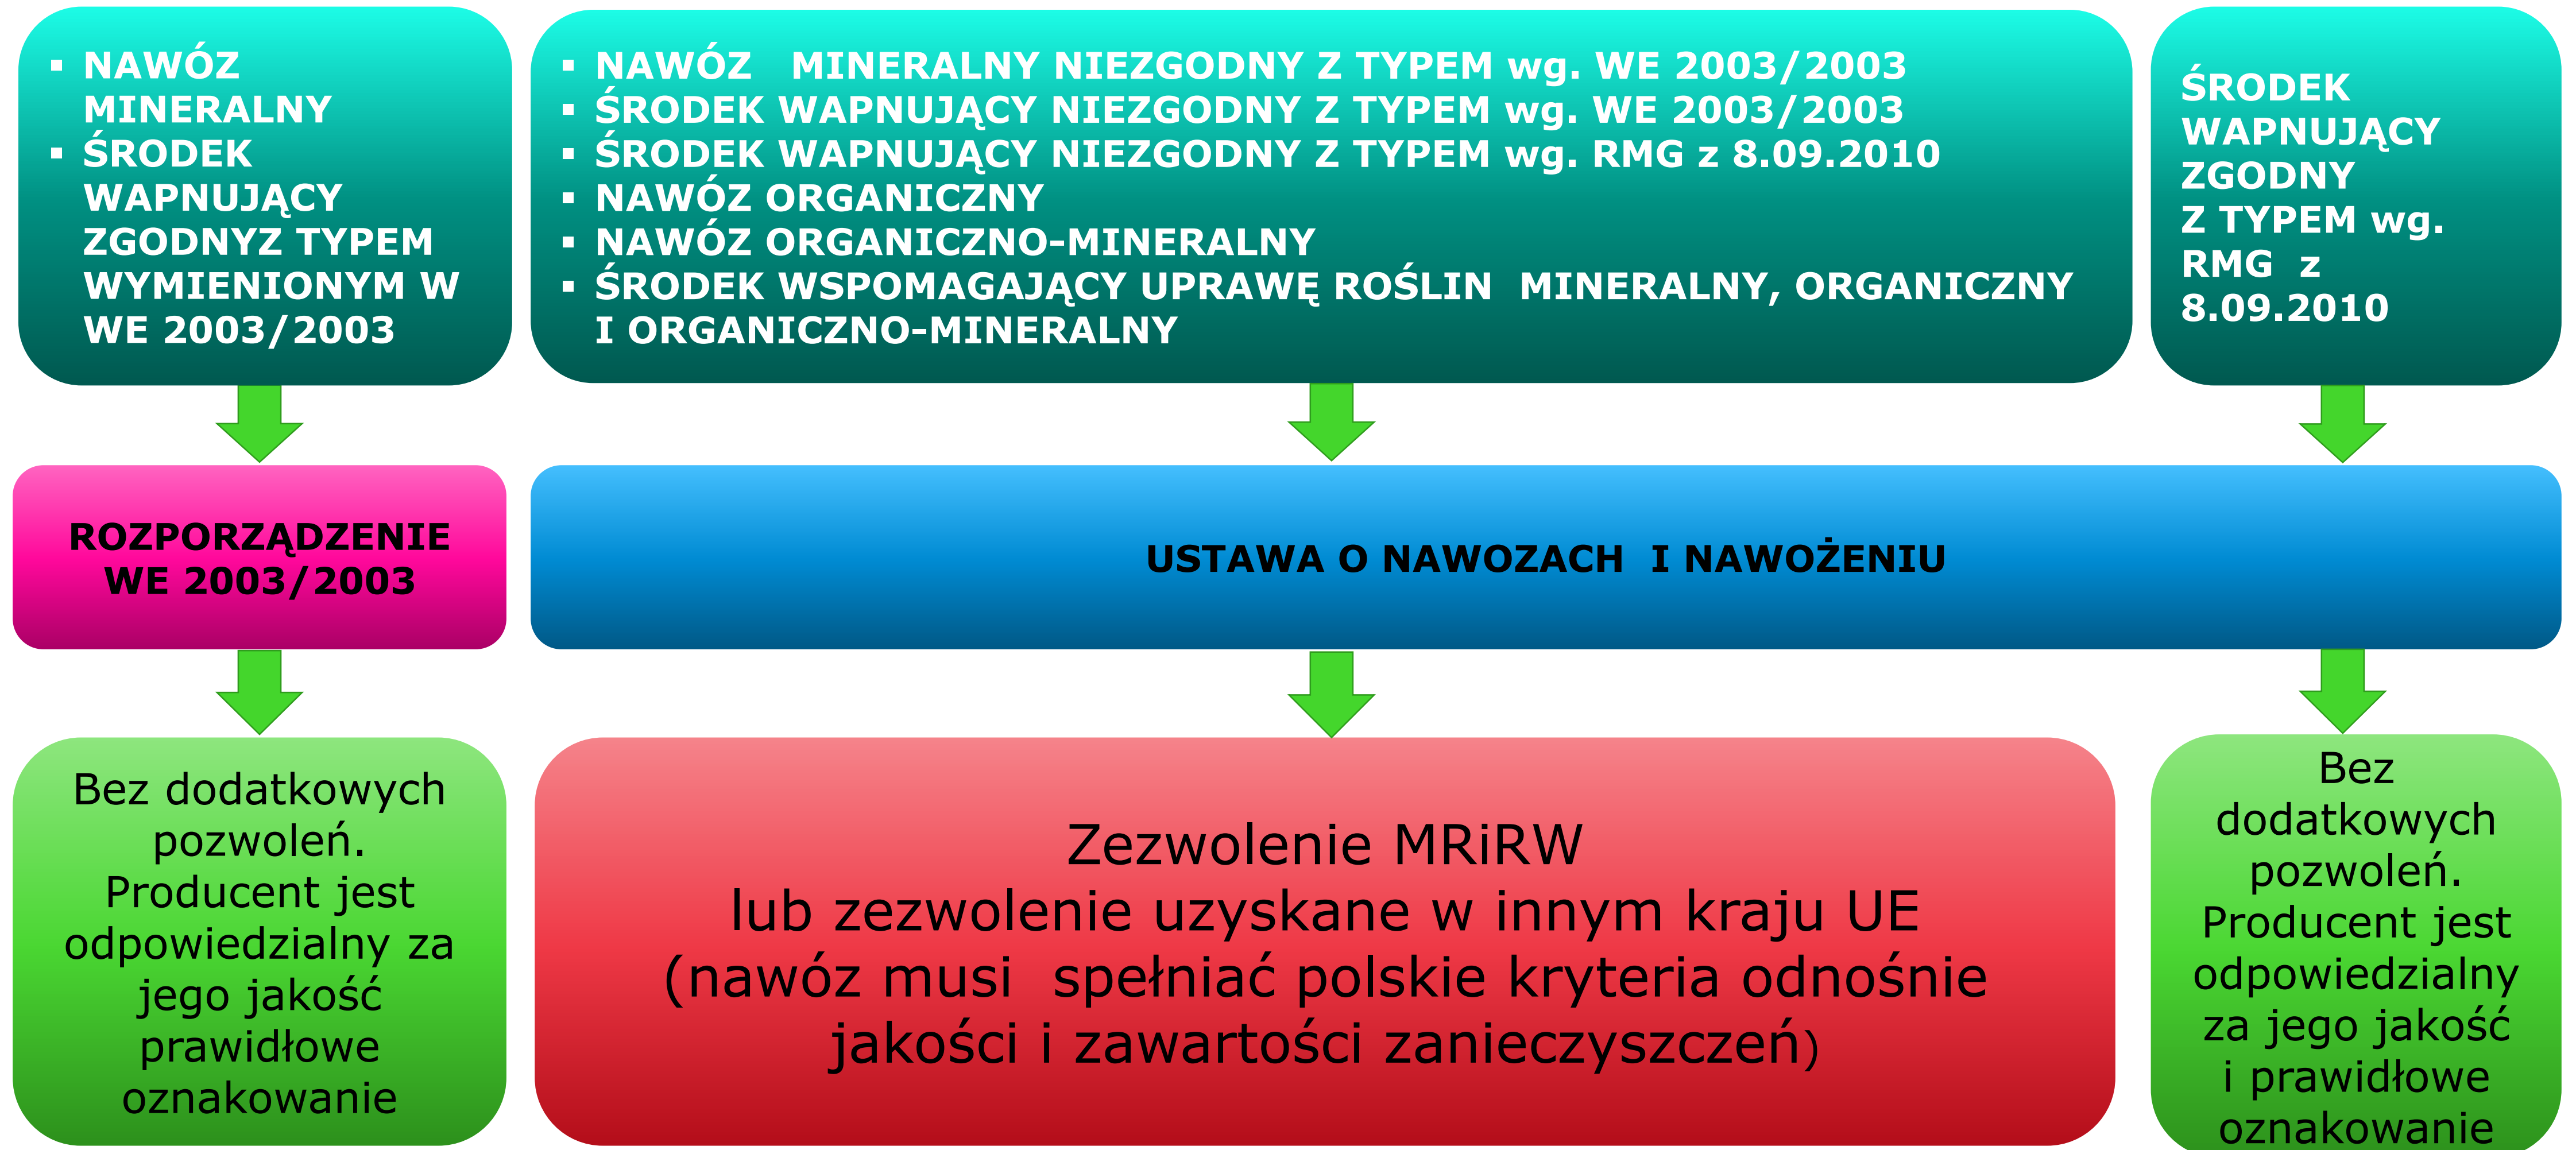 ▪ NAWÓZ
MINERALNY
▪ ŚRODEK
WAPNUJĄCY
ZGODNYZ TYPEM
WYMIENIONYM W
WE 2003/2003
▪ NAWÓZ   MINERALNY NIEZGODNY Z TYPEM wg. WE 2003/2003
▪ ŚRODEK WAPNUJĄCY NIEZGODNY Z TYPEM wg. WE 2003/2003
▪ ŚRODEK WAPNUJĄCY NIEZGODNY Z TYPEM wg. RMG z 8.09.2010
▪ NAWÓZ ORGANICZNY
▪ NAWÓZ ORGANICZNO-MINERALNY
▪ ŚRODEK WSPOMAGAJĄCY UPRAWĘ ROŚLIN  MINERALNY, ORGANICZNY
I ORGANICZNO-MINERALNY
ŚRODEK
WAPNUJĄCY
ZGODNY
Z TYPEM wg.
RMG  z
8.09.2010
ROZPORZĄDZENIE
WE 2003/2003
USTAWA O NAWOZACH  I NAWOŻENIU
Bez dodatkowych
pozwoleń.
Producent jest
odpowiedzialny za
jego jakość
prawidłowe
oznakowanie
Zezwolenie MRiRW
lub zezwolenie uzyskane w innym kraju UE
(nawóz musi  spełniać polskie kryteria odnośnie
jakości i zawartości zanieczyszczeń)
Bez
dodatkowych
pozwoleń.
Producent jest
odpowiedzialny
za jego jakość
i prawidłowe
oznakowanie